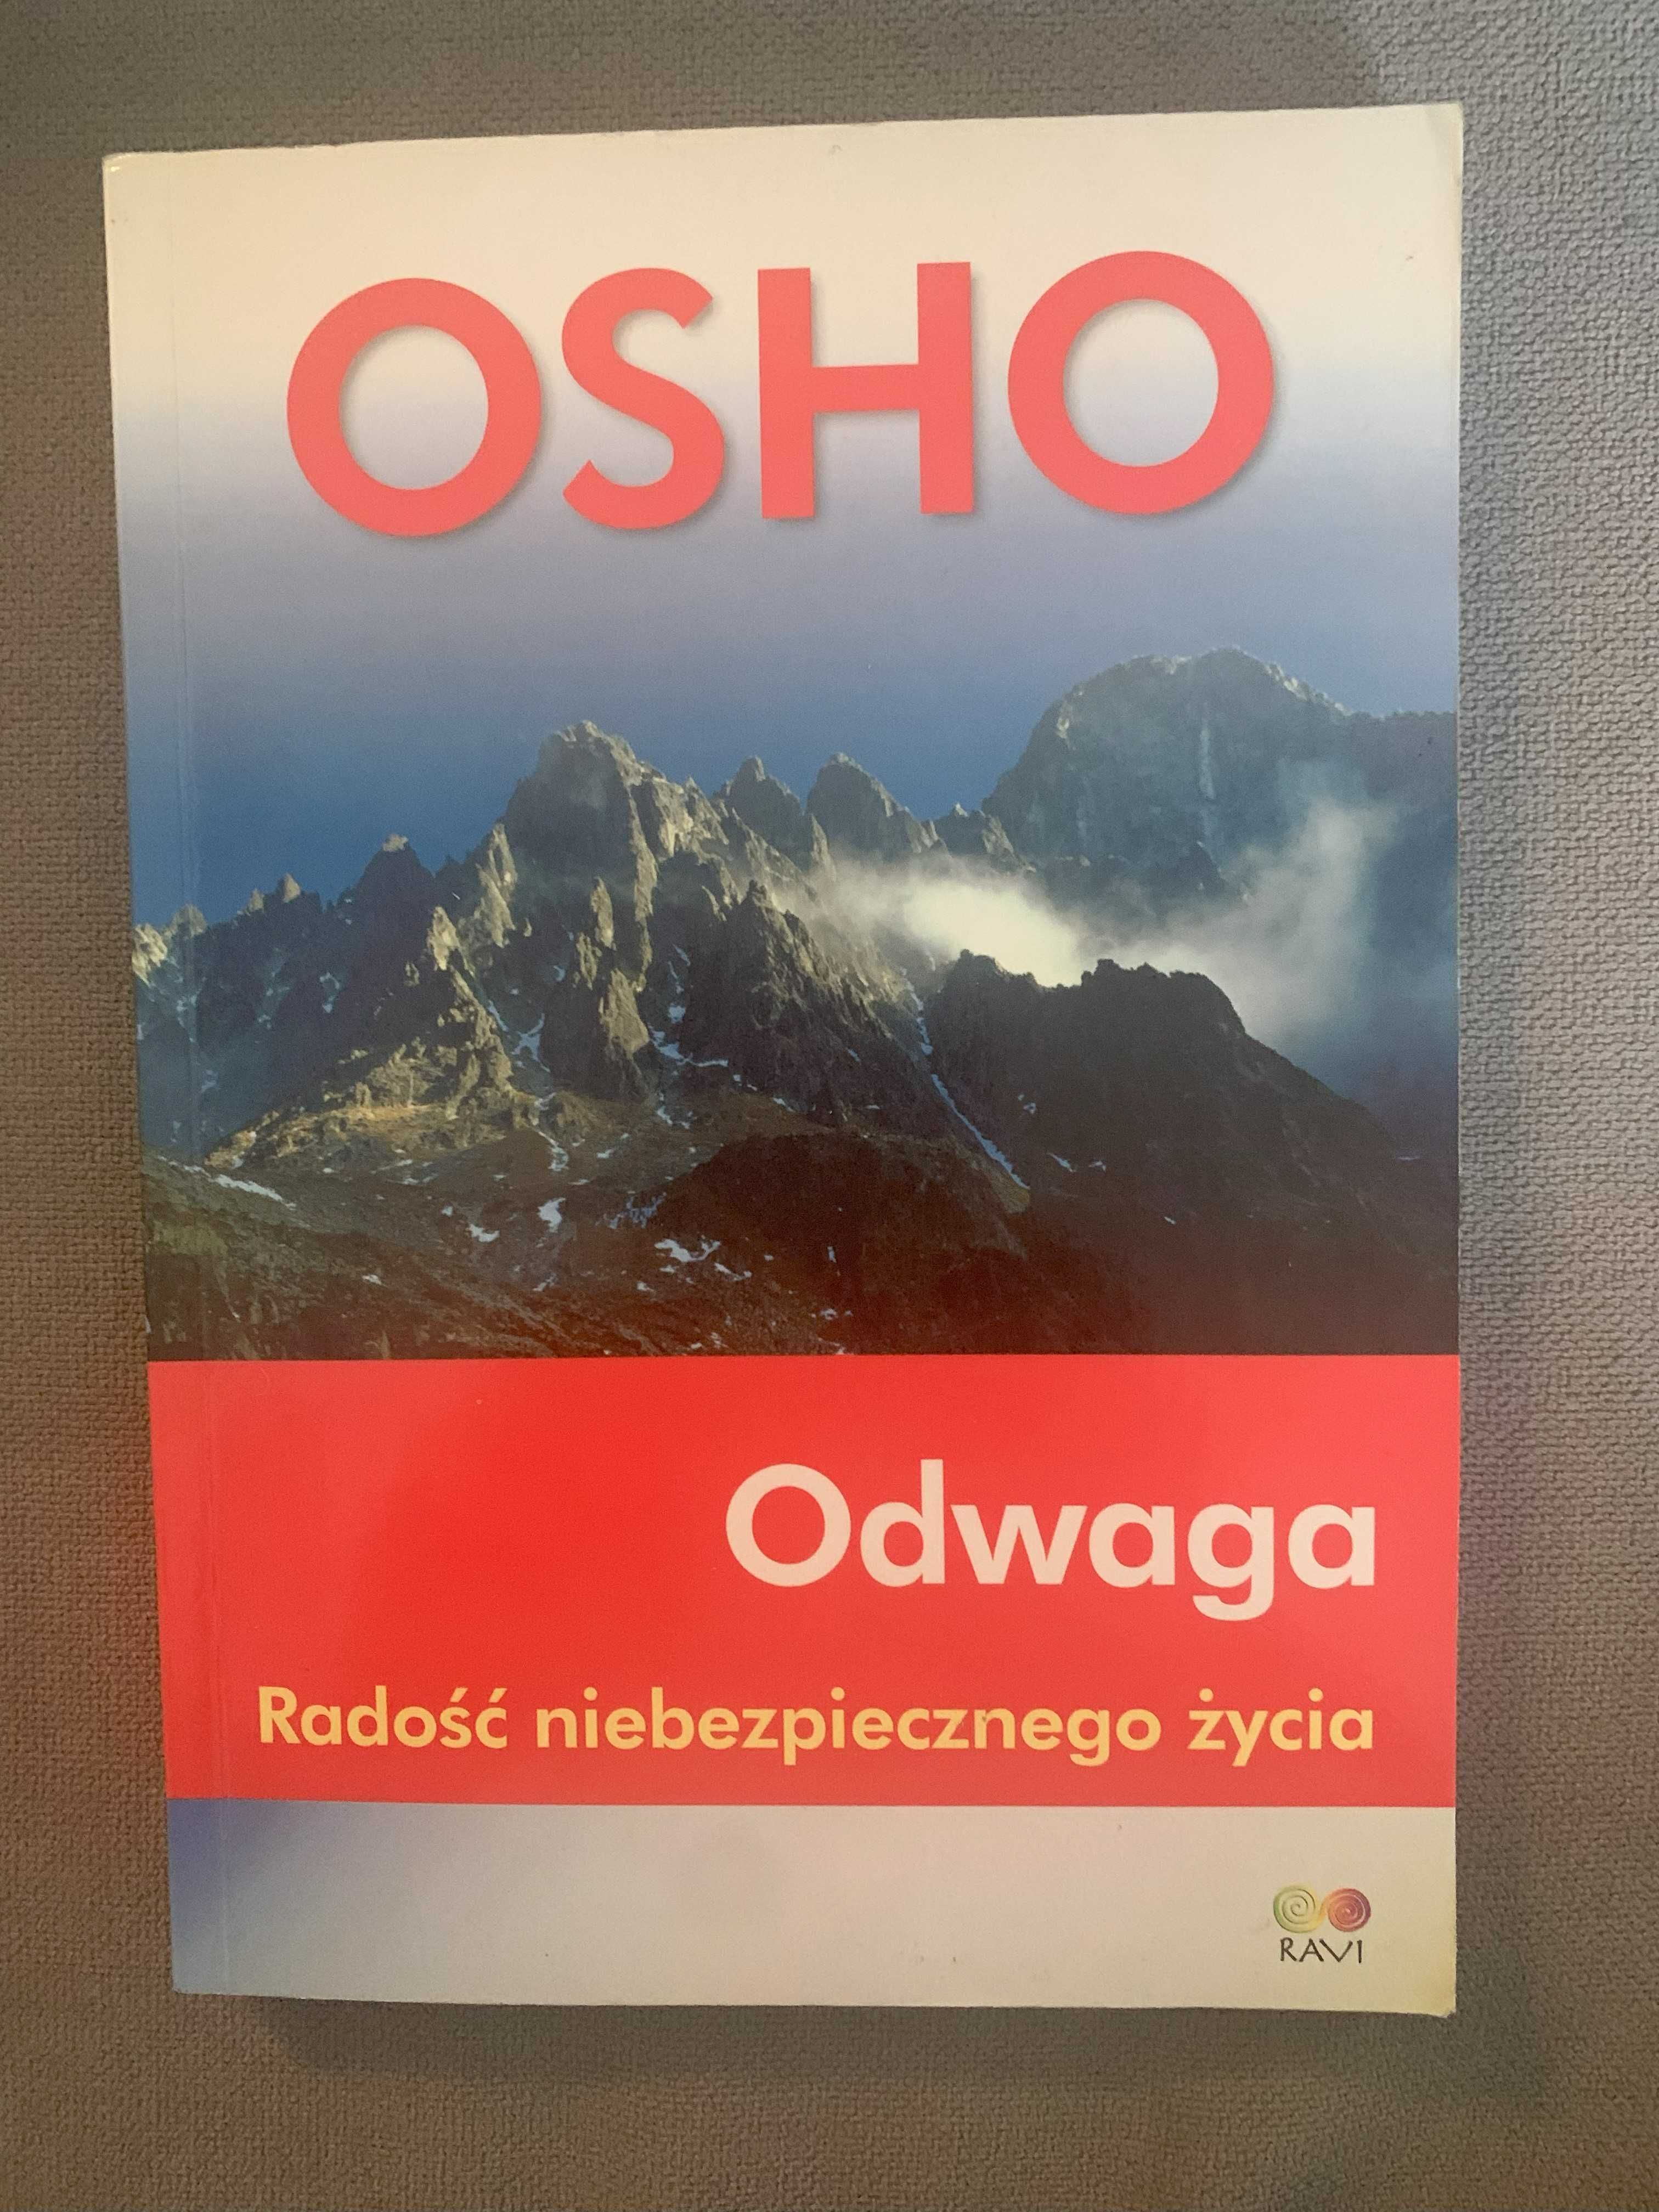 OSHO
Odwaga
Radość niebezpiecznego życia
RAVI